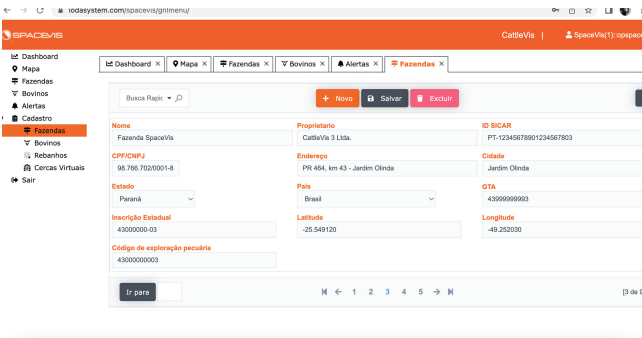 iodasystem.com/spacevis/gnlmenu/
SPACEVIS
CattleVis | SpaceVis(1)::opspace
Dashboard
Mapa
Fazendas
Bovinos
Alertas
Cadastro
Fazendas
Bovinos
Rebanhos
Cercas Virtuais
Sair
Dashboard × Mapa × Fazendas × Bovinos × Alertas × Fazendas ×
Busca Rapic
+ Novo Salvar Excluir
Nome Proprietario ID SICAR
Fazenda SpaceVis CattleVis 3 Ltda. PT-12345678901234567803
CPF/CNPJ Endereço Cidade
98.766.702/0001-8 PR 464, km 43 - Jardim Olinda Jardim Olinda
Estado País GTA
Paraná Brasil 43999999993
Inscrição Estadual Latitude Longitude
43000000-03 -25.549120 -49.252030
Código de exploração pecuária
43000000003
Ir para 1 2 3 4 5 [3 de 9